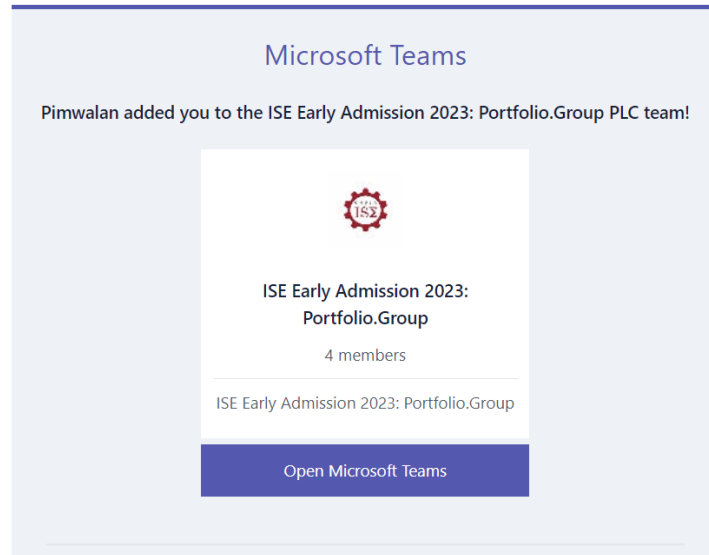 Microsoft Teams
Pimwalan added you to the ISE Early Admission 2023: Portfolio.Group PLC team!
ISE
ISE Early Admission 2023:
Portfolio.Group
4 members
ISE Early Admission 2023: Portfolio.Group
Open Microsoft Teams